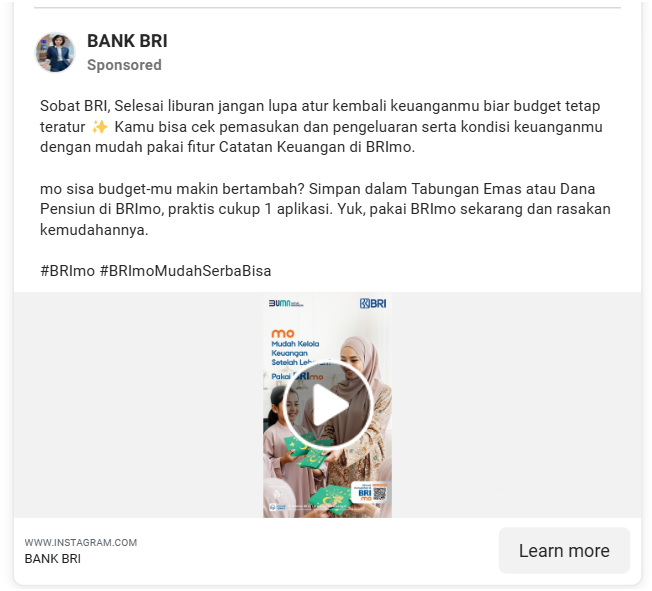 BANK BRI
Sponsored
Sobat BRI, Selesai liburan jangan lupa atur kembali keuanganmu biar budget tetap
teratur ✨ Kamu bisa cek pemasukan dan pengeluaran serta kondisi keuanganmu
dengan mudah pakai fitur Catatan Keuangan di BRImo.
mo sisa budget-mu makin bertambah? Simpan dalam Tabungan Emas atau Dana
Pensiun di BRImo, praktis cukup 1 aplikasi. Yuk, pakai BRImo sekarang dan rasakan
kemudahannya.
#BRImo #BRImoMudahSerbaBisa
BUMN
BRI
mo
Mudah Kelola
Keuangan
Setelah
Pakai BRImo
BRI
mo
WWW.INSTAGRAM.COM
BANK BRI
Learn more